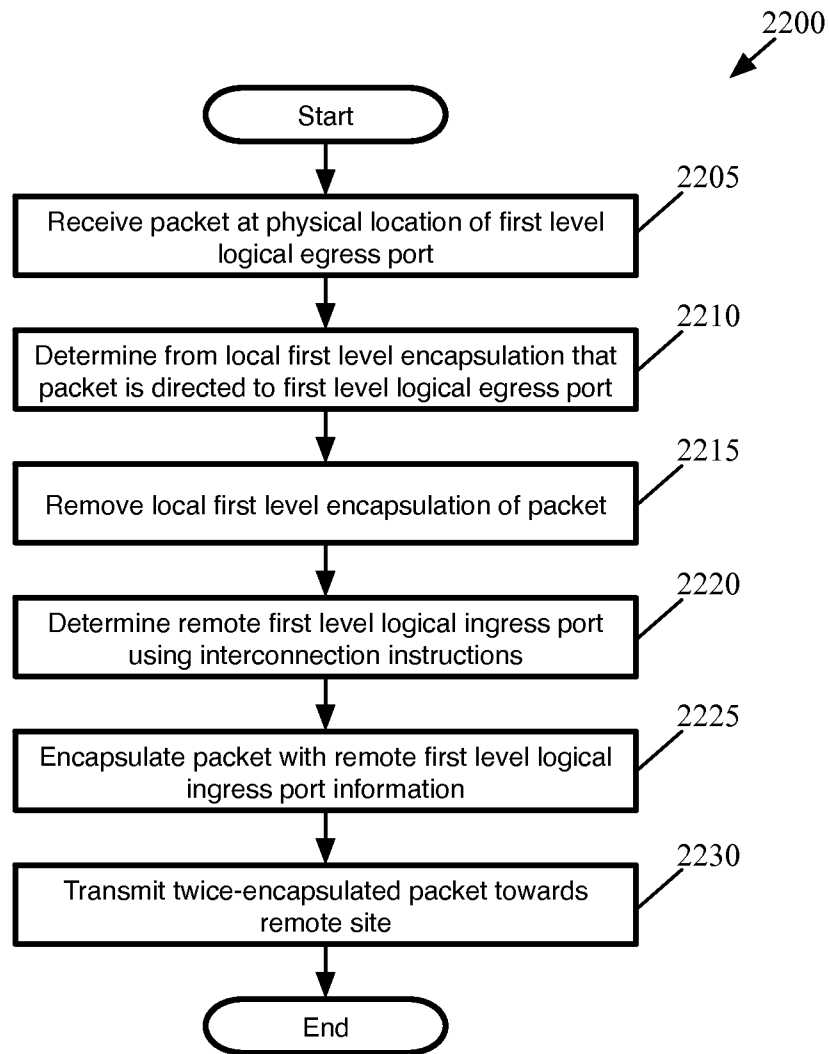 2200
Start
2205
Receive packet at physical location of first level
logical egress port
2210
Determine from local first level encapsulation that
packet is directed to first level logical egress port
2215
Remove local first level encapsulation of packet
2220
Determine remote first level logical ingress port
using interconnection instructions
2225
Encapsulate packet with remote first level logical
ingress port information
2230
Transmit twice-encapsulated packet towards
remote site
End